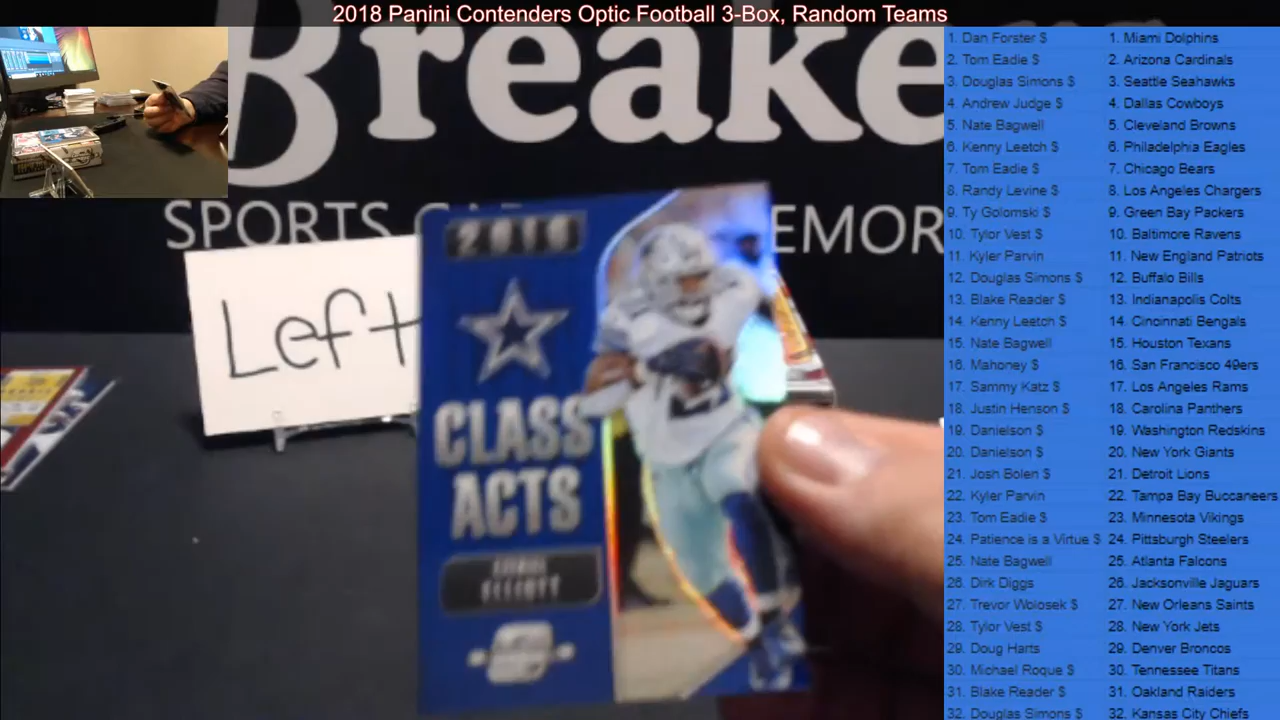 2018 Panini Contenders Optic Football 3-Box, Random Teams
Breake
SPORTS CA EMOR
Left
2018
CLASS
ACTS
ELLIOTT
1. Dan Forster $ 1. Miami Dolphins
2. Tom Eadie $ 2. Arizona Cardinals
3. Douglas Simons $ 3. Seattle Seahawks
4. Andrew Judge $ 4. Dallas Cowboys
5. Nate Bagwell 5. Cleveland Browns
6. Kenny Leetch $ 6. Philadelphia Eagles
7. Tom Eadie $ 7. Chicago Bears
8. Randy Levine $ 8. Los Angeles Chargers
9. Ty Golomski $ 9. Green Bay Packers
10. Tylor Vest $ 10. Baltimore Ravens
11. Kyler Parvin 11. New England Patriots
12. Douglas Simons $ 12. Buffalo Bills
13. Blake Reader $ 13. Indianapolis Colts
14. Kenny Leetch $ 14. Cincinnati Bengals
15. Nate Bagwell 15. Houston Texans
16. Mahoney $ 16. San Francisco 49ers
17. Sammy Katz $ 17. Los Angeles Rams
18. Justin Henson $ 18. Carolina Panthers
19. Danielson $ 19. Washington Redskins
20. Danielson $ 20. New York Giants
21. Josh Bolen $ 21. Detroit Lions
22. Kyler Parvin 22. Tampa Bay Buccaneers
23. Tom Eadie $ 23. Minnesota Vikings
24. Patience is a Virtue $ 24. Pittsburgh Steelers
25. Nate Bagwell 25. Atlanta Falcons
26. Dirk Diggs 26. Jacksonville Jaguars
27. Trevor Wolosek $ 27. New Orleans Saints
28. Tylor Vest $ 28. New York Jets
29. Doug Harts 29. Denver Broncos
30. Michael Roque $ 30. Tennessee Titans
31. Blake Reader $ 31. Oakland Raiders
32. Douglas Simons $ 32. Kansas City Chiefs